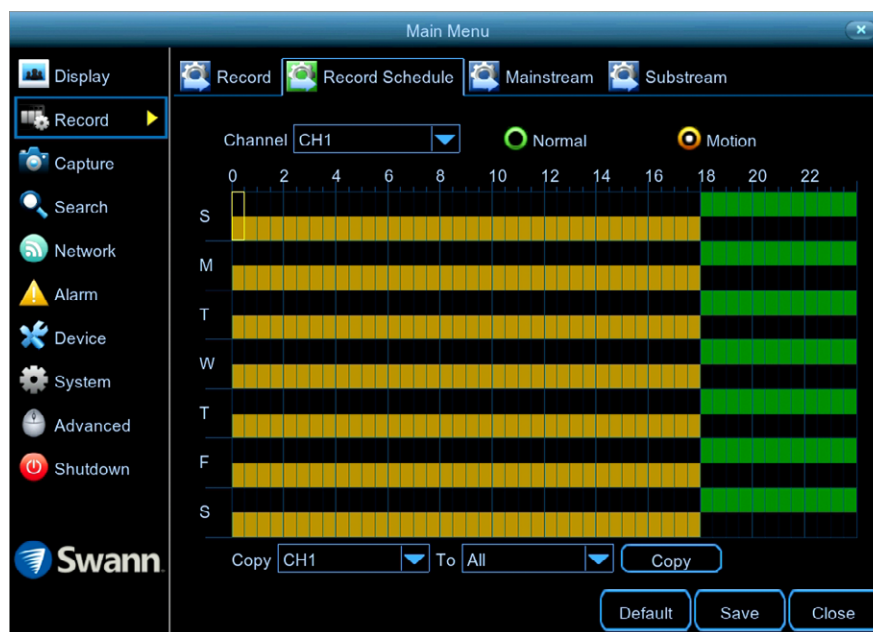 Main Menu
Display
Record
Capture
Search
Network
Alarm
Device
System
Advanced
Shutdown
Swann
Record Record Schedule Mainstream Substream
Channel CH1 Normal Motion
0 2 4 6 8 10 12 14 16 18 20 22
S
M
T
W
T
F
S
Copy CH1 To All Copy
Default Save Close